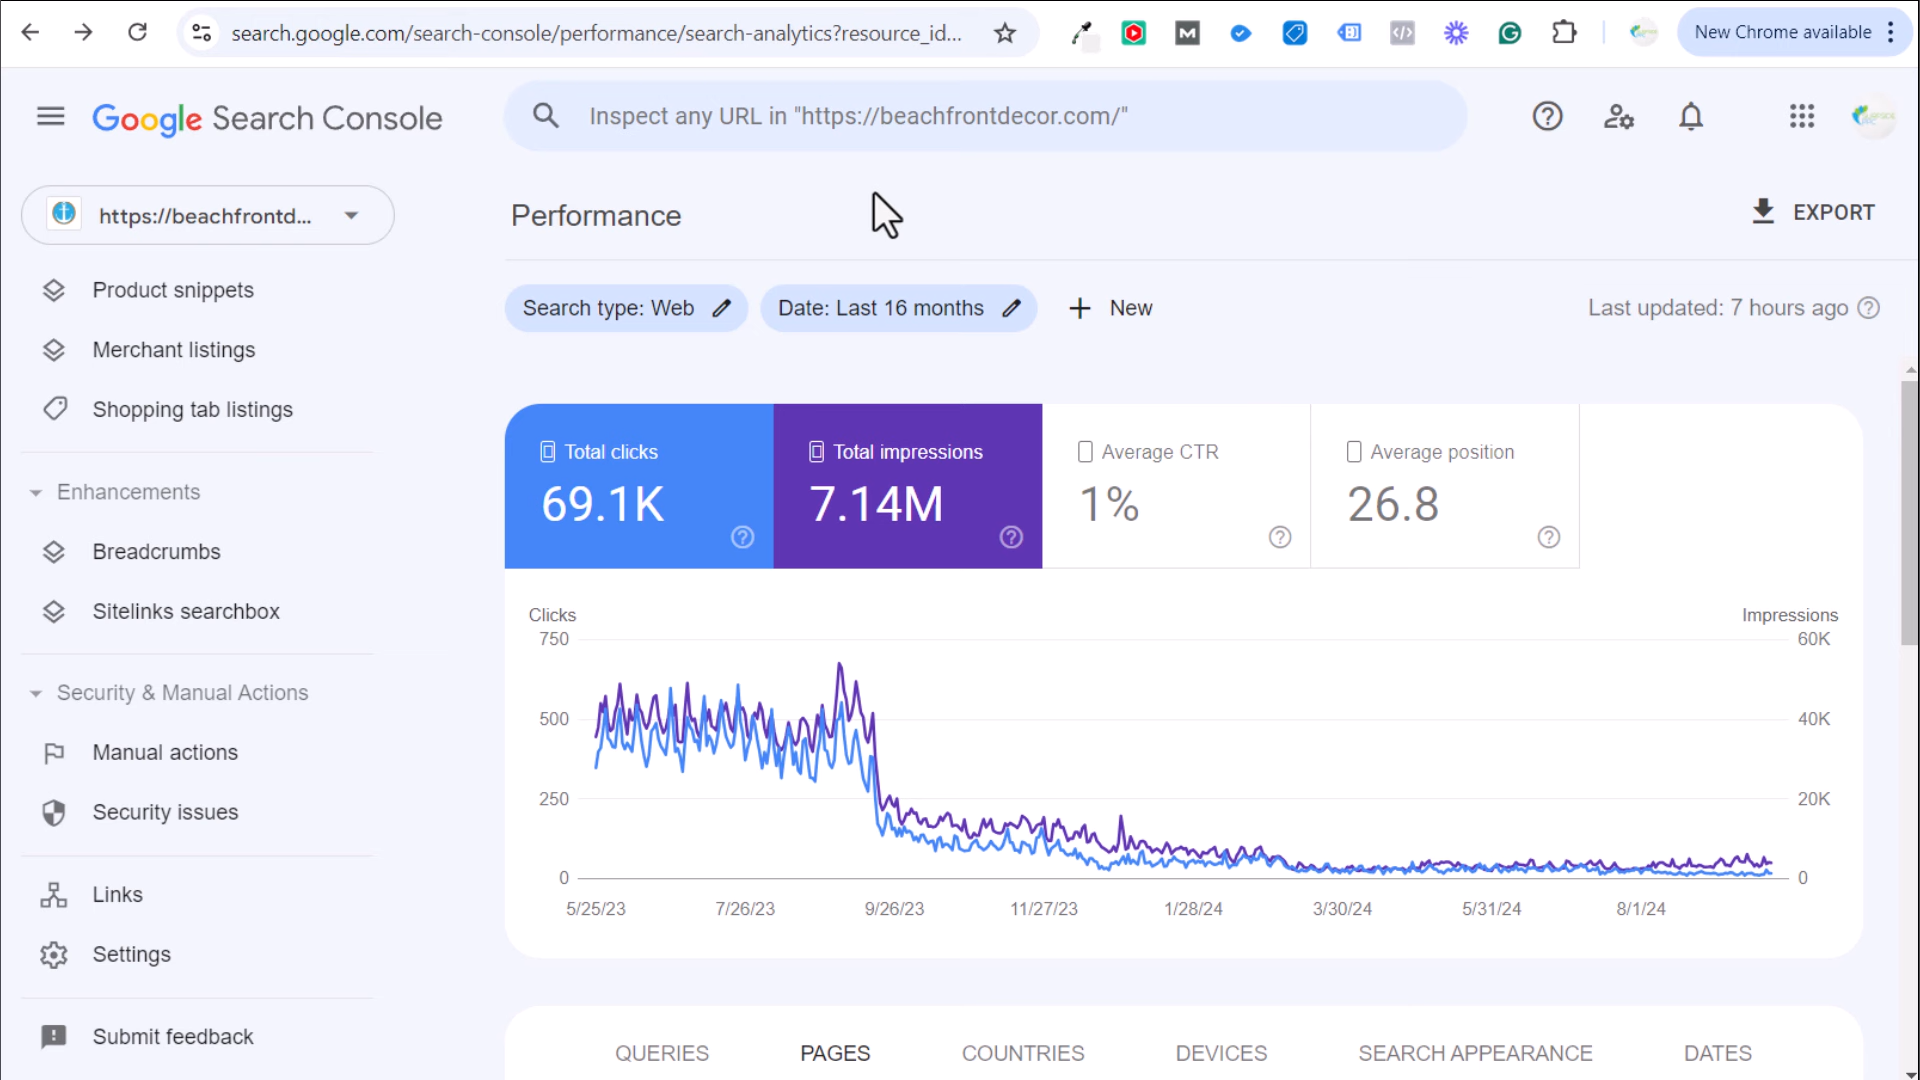 search.google.com/search-console/performance/search-analytics?resource_id...
New Chrome available
Google Search Console
Inspect any URL in "https://beachfrontdecor.com/"
https://beachfrontd...
Performance
EXPORT
Search type: Web
Date: Last 16 months
New
Last updated: 7 hours ago
Product snippets
Merchant listings
Shopping tab listings
Enhancements
Breadcrumbs
Sitelinks searchbox
Security & Manual Actions
Manual actions
Security issues
Links
Settings
Submit feedback
Total clicks
69.1K
Total impressions
7.14M
Average CTR
1%
Average position
26.8
Clicks
Impressions
750
60K
500
40K
250
20K
0
0
5/25/23
7/26/23
9/26/23
11/27/23
1/28/24
3/30/24
5/31/24
8/1/24
QUERIES
PAGES
COUNTRIES
DEVICES
SEARCH APPEARANCE
DATES